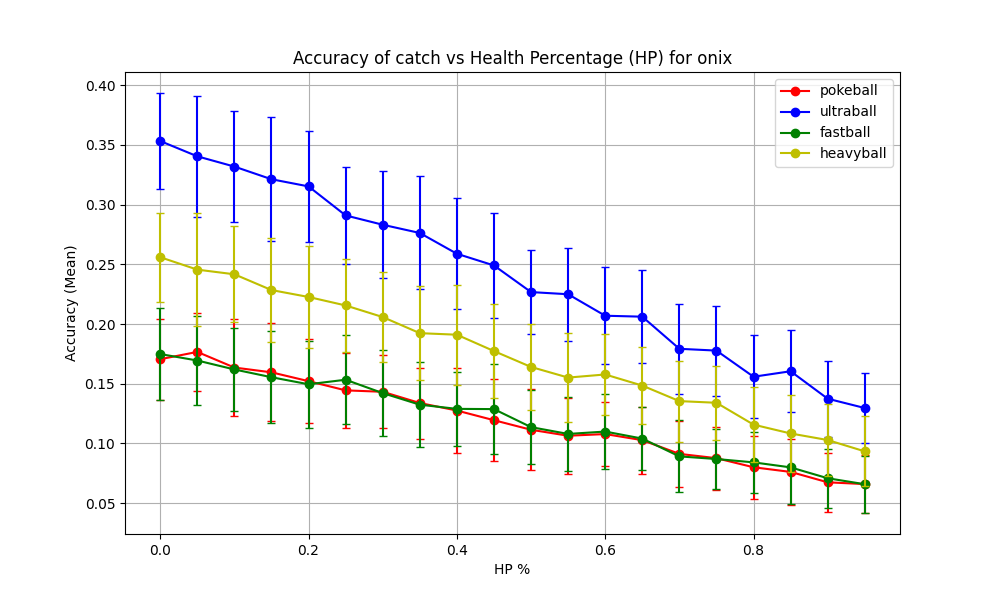 Accuracy of catch vs Health Percentage (HP) for onix
pokeball
ultraball
fastball
heavyball
Accuracy (Mean)
0.40
0.35
0.30
0.25
0.20
0.15
0.10
0.05
0.0
0.2
0.4
0.6
0.8
HP %